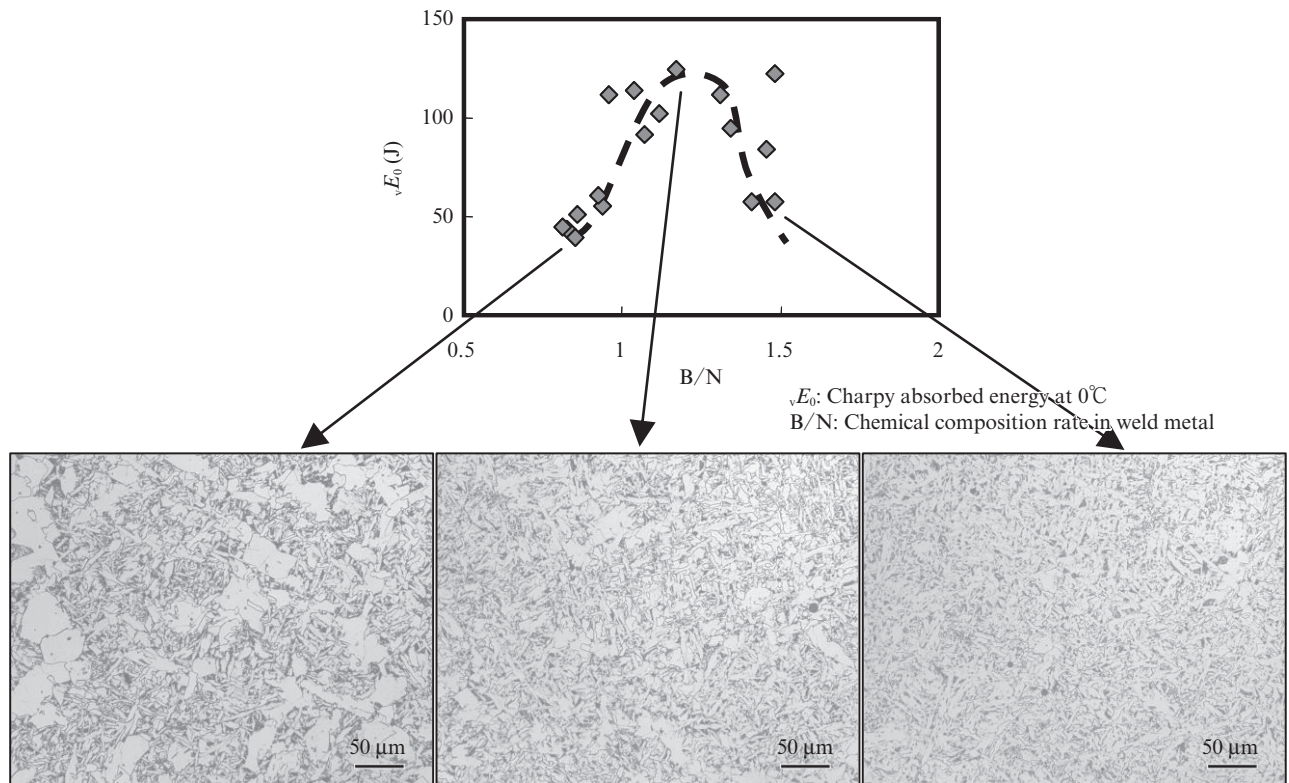 150
100
50
0
vE0 (J)
0.5 1 1.5 2
B/N
vE0: Charpy absorbed energy at 0℃
B/N: Chemical composition rate in weld metal
50 μm 50 μm 50 μm